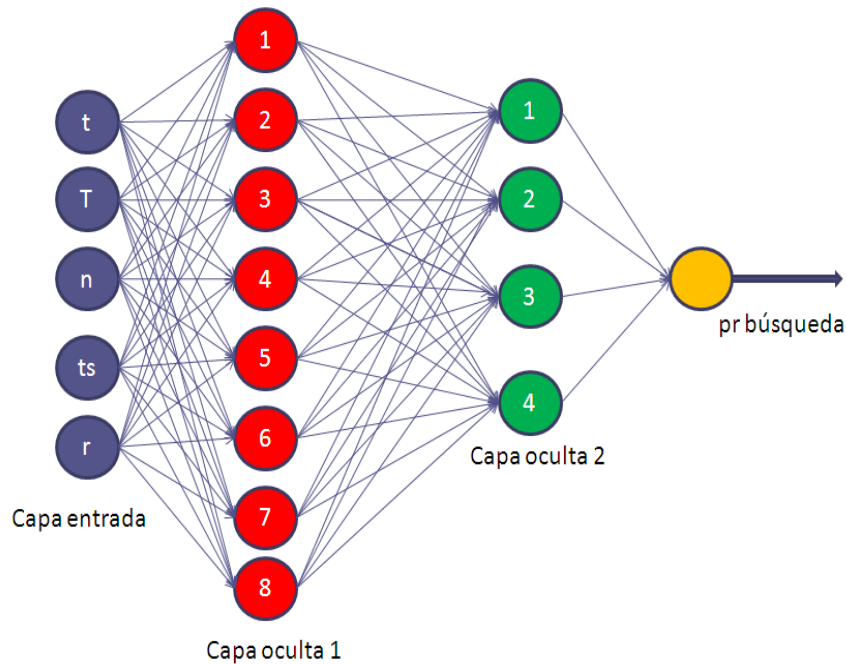 t
T
n
ts
r
Capa entrada
1
2
3
4
5
6
7
8
Capa oculta 1
1
2
3
4
Capa oculta 2
pr búsqueda